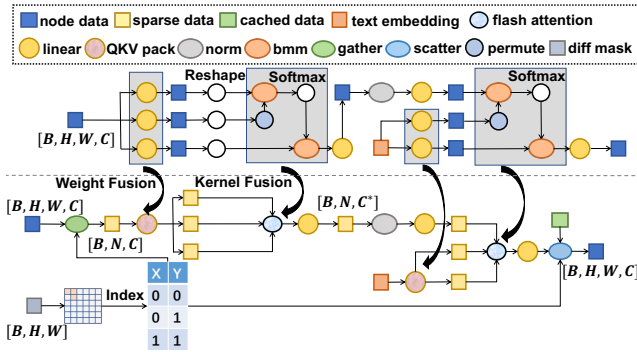 node data sparse data cached data text embedding flash attention
linear QKV pack norm bmm gather scatter permute diff mask
Reshape Softmax Softmax
[B, H, W, C]
Weight Fusion Kernel Fusion
[B, H, W, C] [B, N, C*]
[B, N, C]
[B, H, W, C]
X Y
Index 0 0
0 1
[B, H, W]
1 1